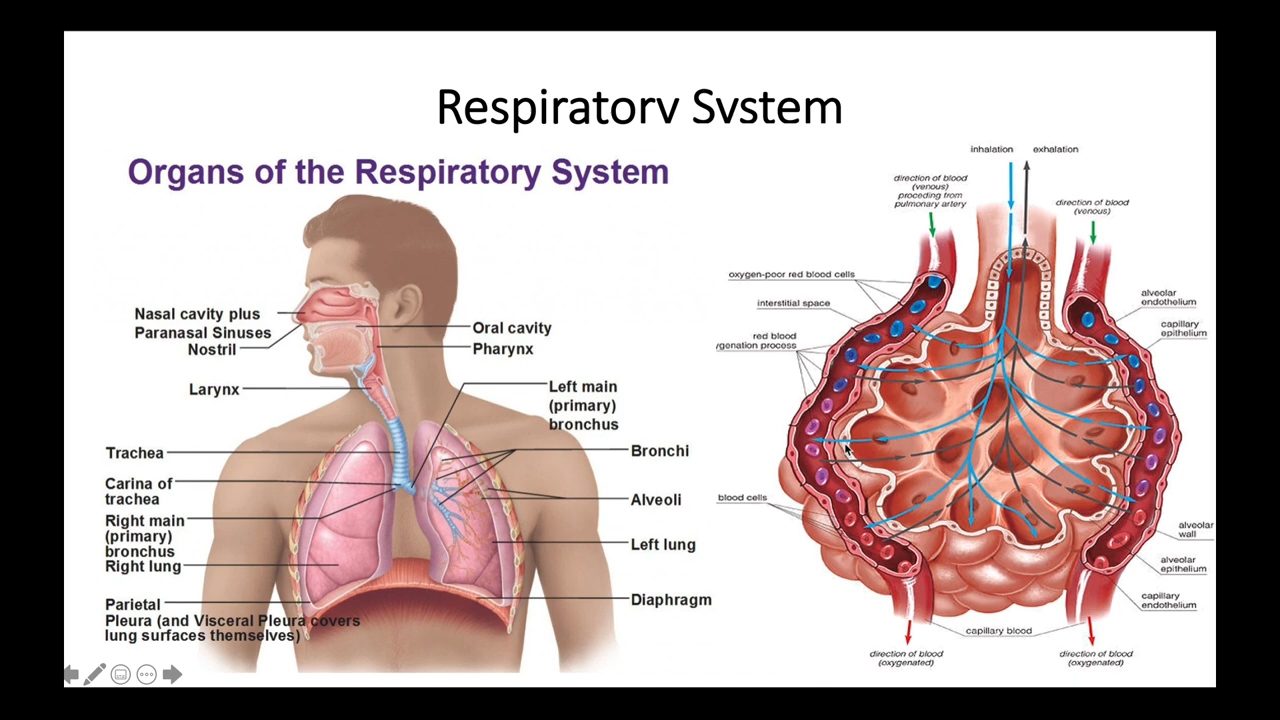 Respiratory System
Organs of the Respiratory System
Nasal cavity plus
Paranasal Sinuses
Nostril
Larynx
Trachea
Carina of
trachea
Right main
(primary)
bronchus
Right lung
Parietal
Pleura (and Visceral Pleura covers
lung surfaces themselves)
Oral cavity
Pharynx
Left main
(primary)
bronchus
Bronchi
Alveoli
Left lung
Diaphragm
inhalation
exhalation
direction of blood
(venous)
proceding from
pulmonary artery
direction of blood
(venous)
oxygen-poor red blood cells
interstitial space
red blood
ygenation process
blood cells
alveolar
endothelium
capillary
epithelium
alveolar
wall
alveolar
epithelium
capillary
endothelium
capillary blood
direction of blood
(oxygenated)
direction of blood
(oxygenated)